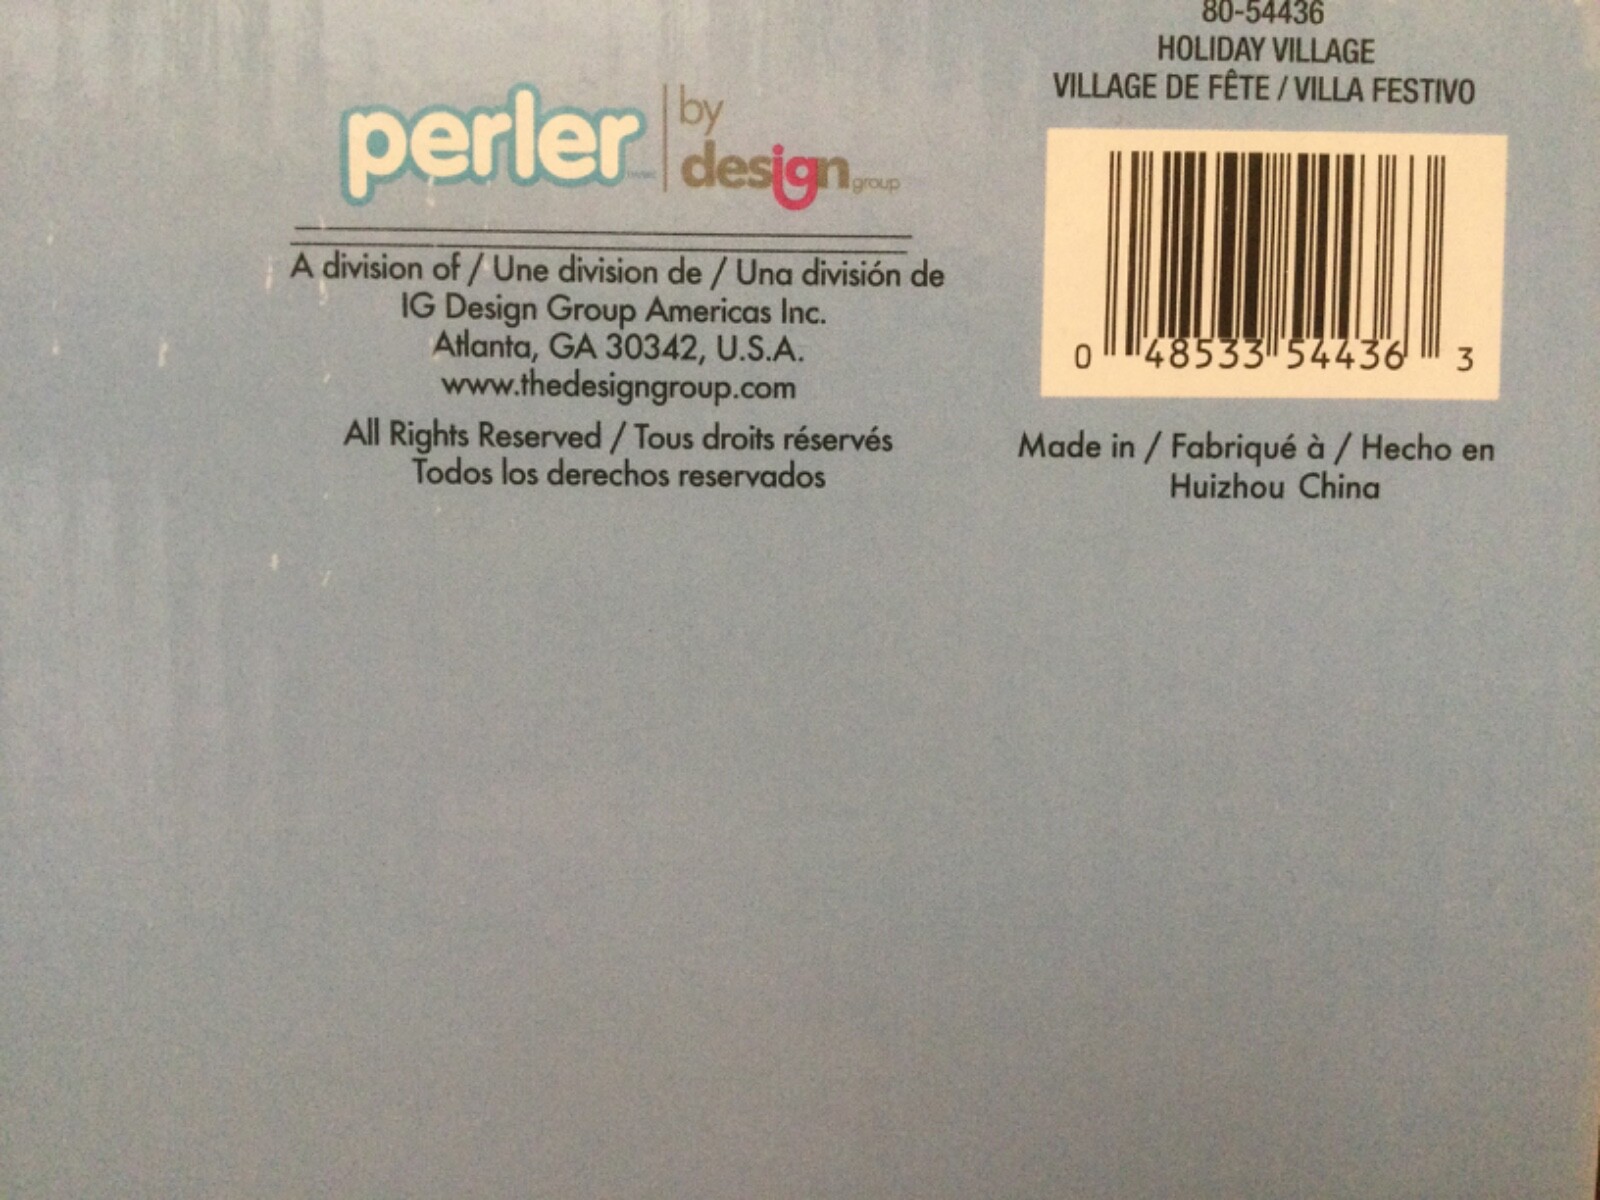 80-54436
HOLIDAY VILLAGE
VILLAGE DE FÊTE / VILLA FESTIVO
perler by
design group
A division of / Une division de / Una división de
IG Design Group Americas Inc.
Atlanta, GA 30342, U.S.A.
www.thedesigngroup.com
All Rights Reserved / Tous droits réservés
Todos los derechos reservados
0 48533 54436 3
Made in / Fabriqué à / Hecho en
Huizhou China